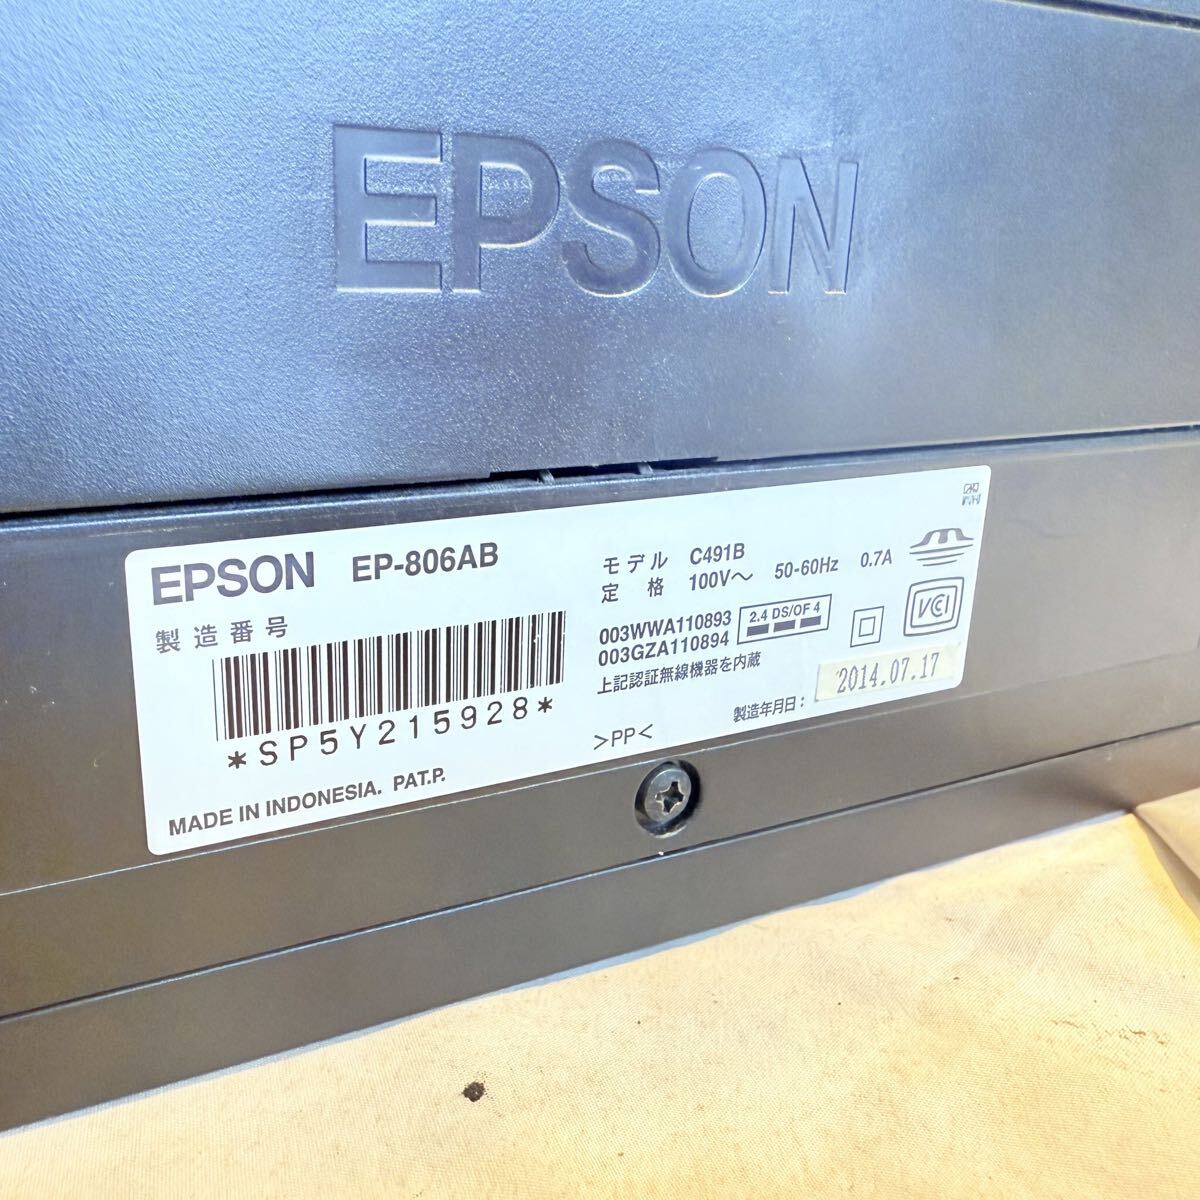 EPSON
EPSON EP-806AB
製造番号
*SP5Y215928*
MADE IN INDONESIA. PAT.P.
モデル C491B
定格 100V～ 50-60Hz 0.7A
003WWA110893
003GZA110894
2.4 DS/OF 4
上記認証無線機器を内蔵
VCI
製造年月日：2014.07.17
>PP<